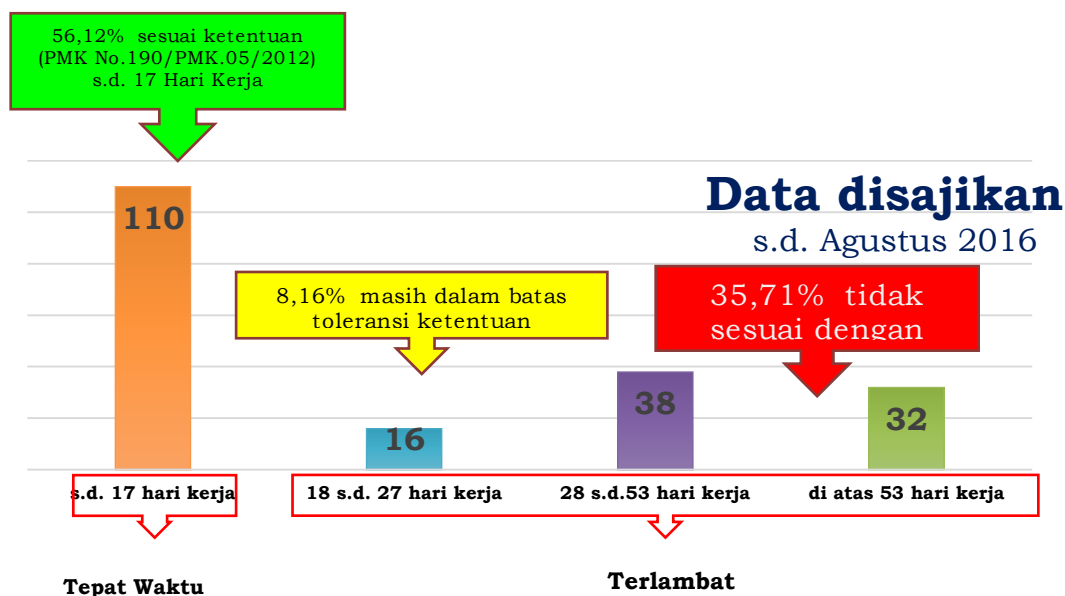 56,12% sesuai ketentuan
(PMK No.190/PMK.05/2012)
s.d. 17 Hari Kerja
Data disajikan
s.d. Agustus 2016
110
8,16% masih dalam batas
toleransi ketentuan
35,71% tidak
sesuai dengan
16
38
32
s.d. 17 hari kerja
18 s.d. 27 hari kerja
28 s.d.53 hari kerja
di atas 53 hari kerja
Tepat Waktu
Terlambat